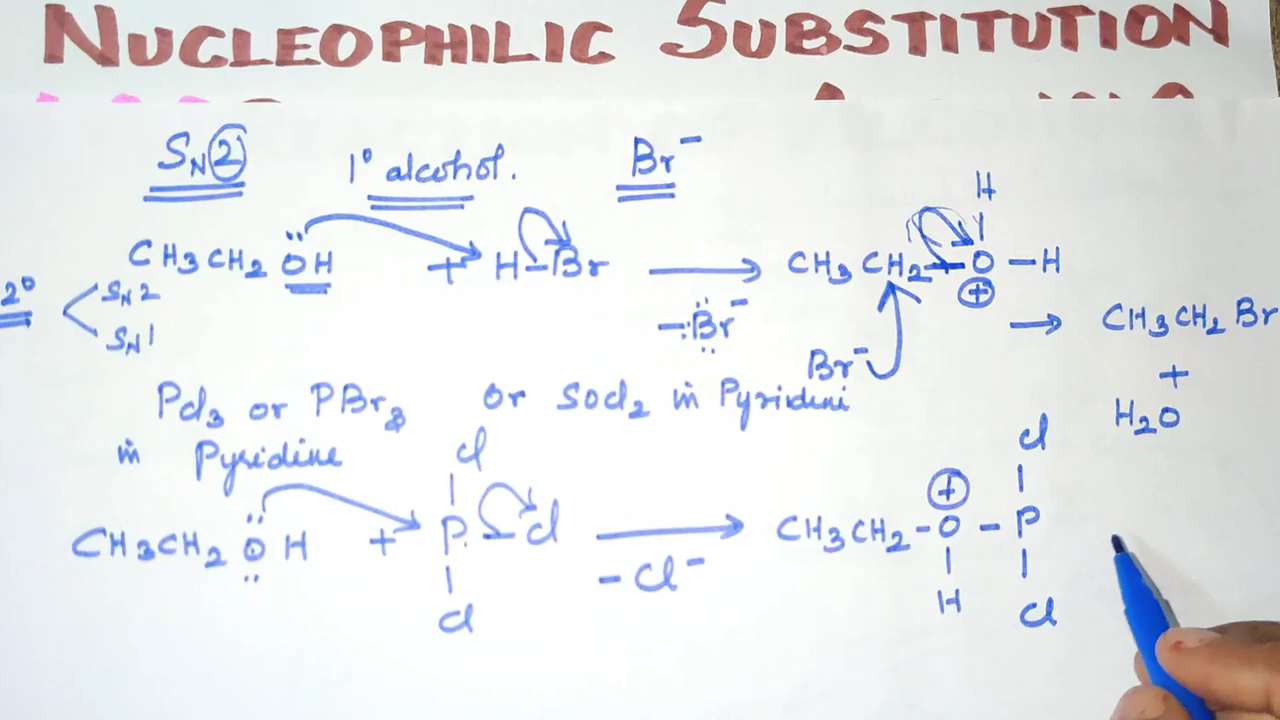 NUCLEOPHILIC SUBSTITUTION
SN2 1° alcohol. Br⁻
H
CH3CH2OH + H-Br → CH3CH2-O-H
⊕
2° SN2
SN1
-:Br⁻
Br⁻
→ CH3CH2Br
+
H2O
PCl3 or PBr3 or SOCl2 in Pyridine
in Pyridine
Cl Cl
⊕
CH3CH2OH + P-Cl → CH3CH2-O-P
-Cl⁻
Cl H Cl